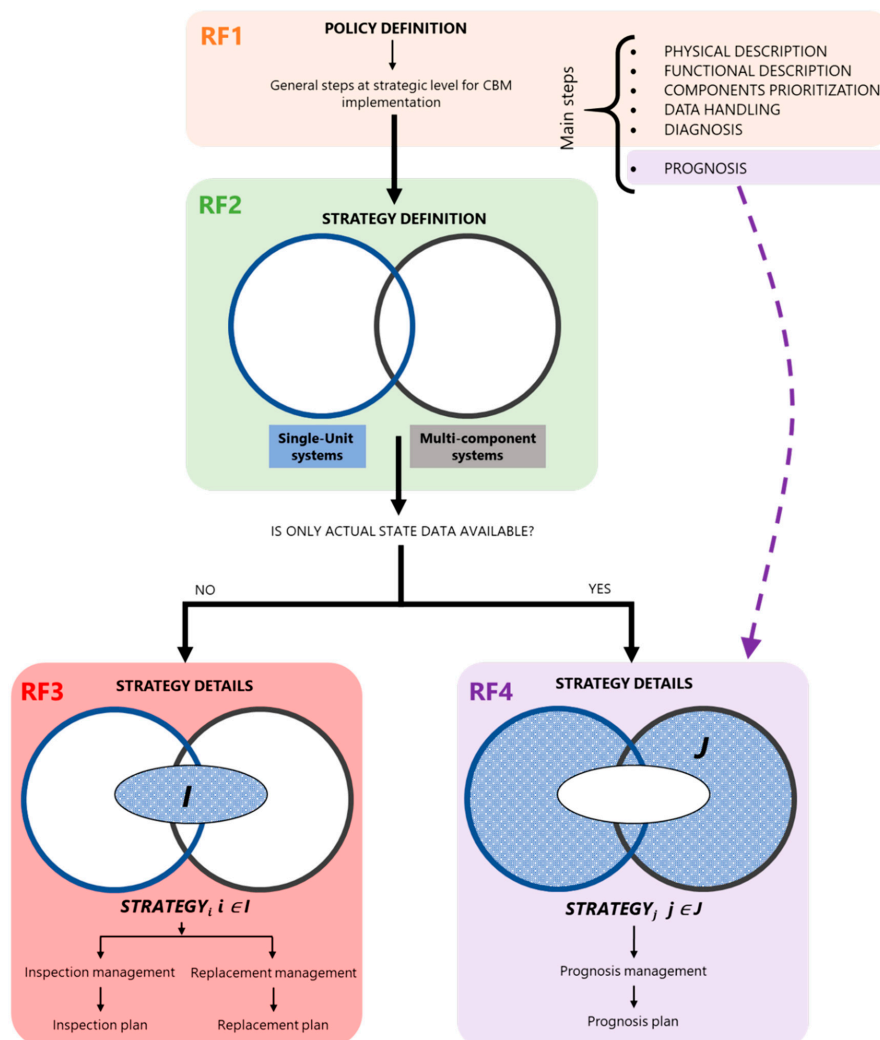 RF1
POLICY DEFINITION
General steps at strategic level for CBM
implementation
Main steps
• PHYSICAL DESCRIPTION
• FUNCTIONAL DESCRIPTION
• COMPONENTS PRIORITIZATION
• DATA HANDLING
• DIAGNOSIS
• PROGNOSIS
RF2
STRATEGY DEFINITION
Single-Unit
systems
Multi-component
systems
IS ONLY ACTUAL STATE DATA AVAILABLE?
NO
YES
RF3
STRATEGY DETAILS
I
STRATEGYᵢ i ∈ I
Inspection management
Replacement management
Inspection plan
Replacement plan
RF4
STRATEGY DETAILS
J
STRATEGYⱼ j ∈ J
Prognosis management
Prognosis plan